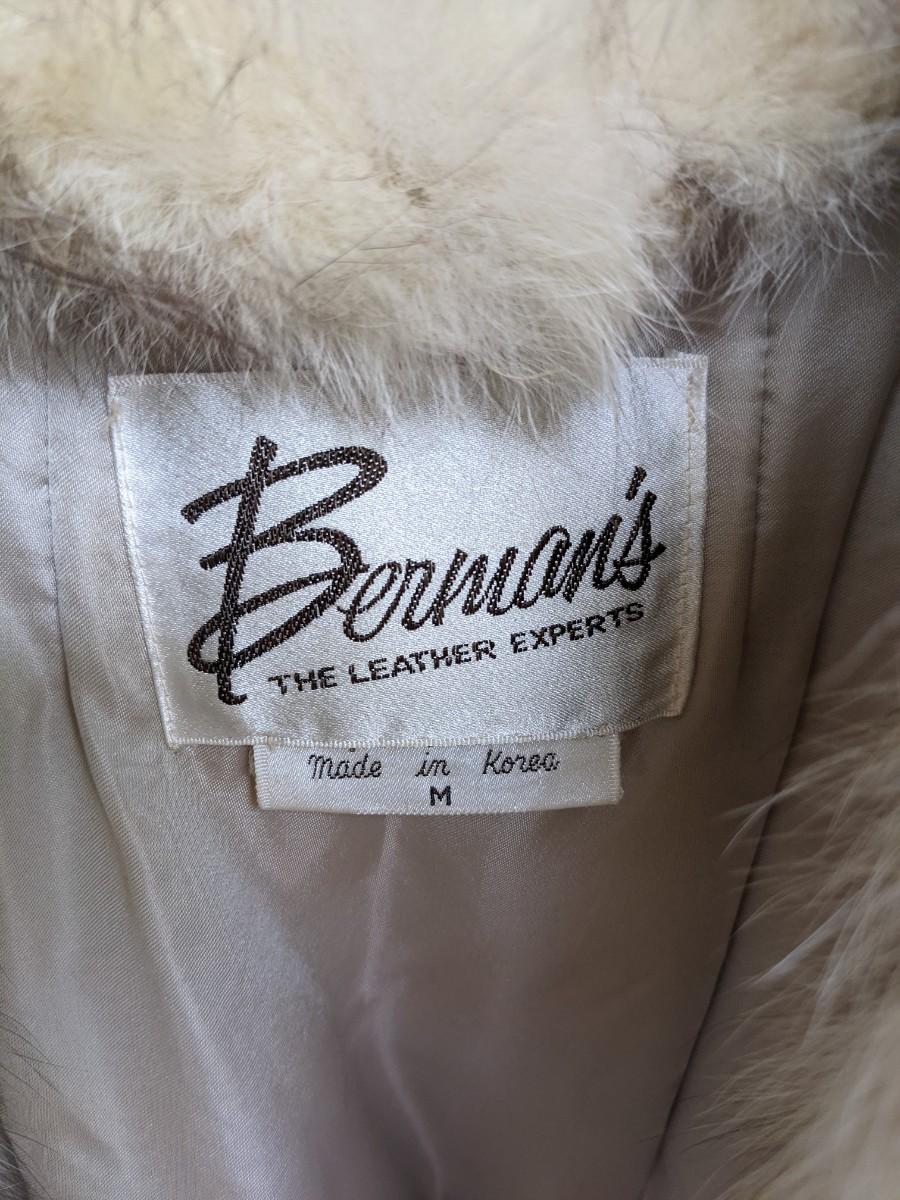 Berman's
THE LEATHER EXPERTS
Made in Korea
M